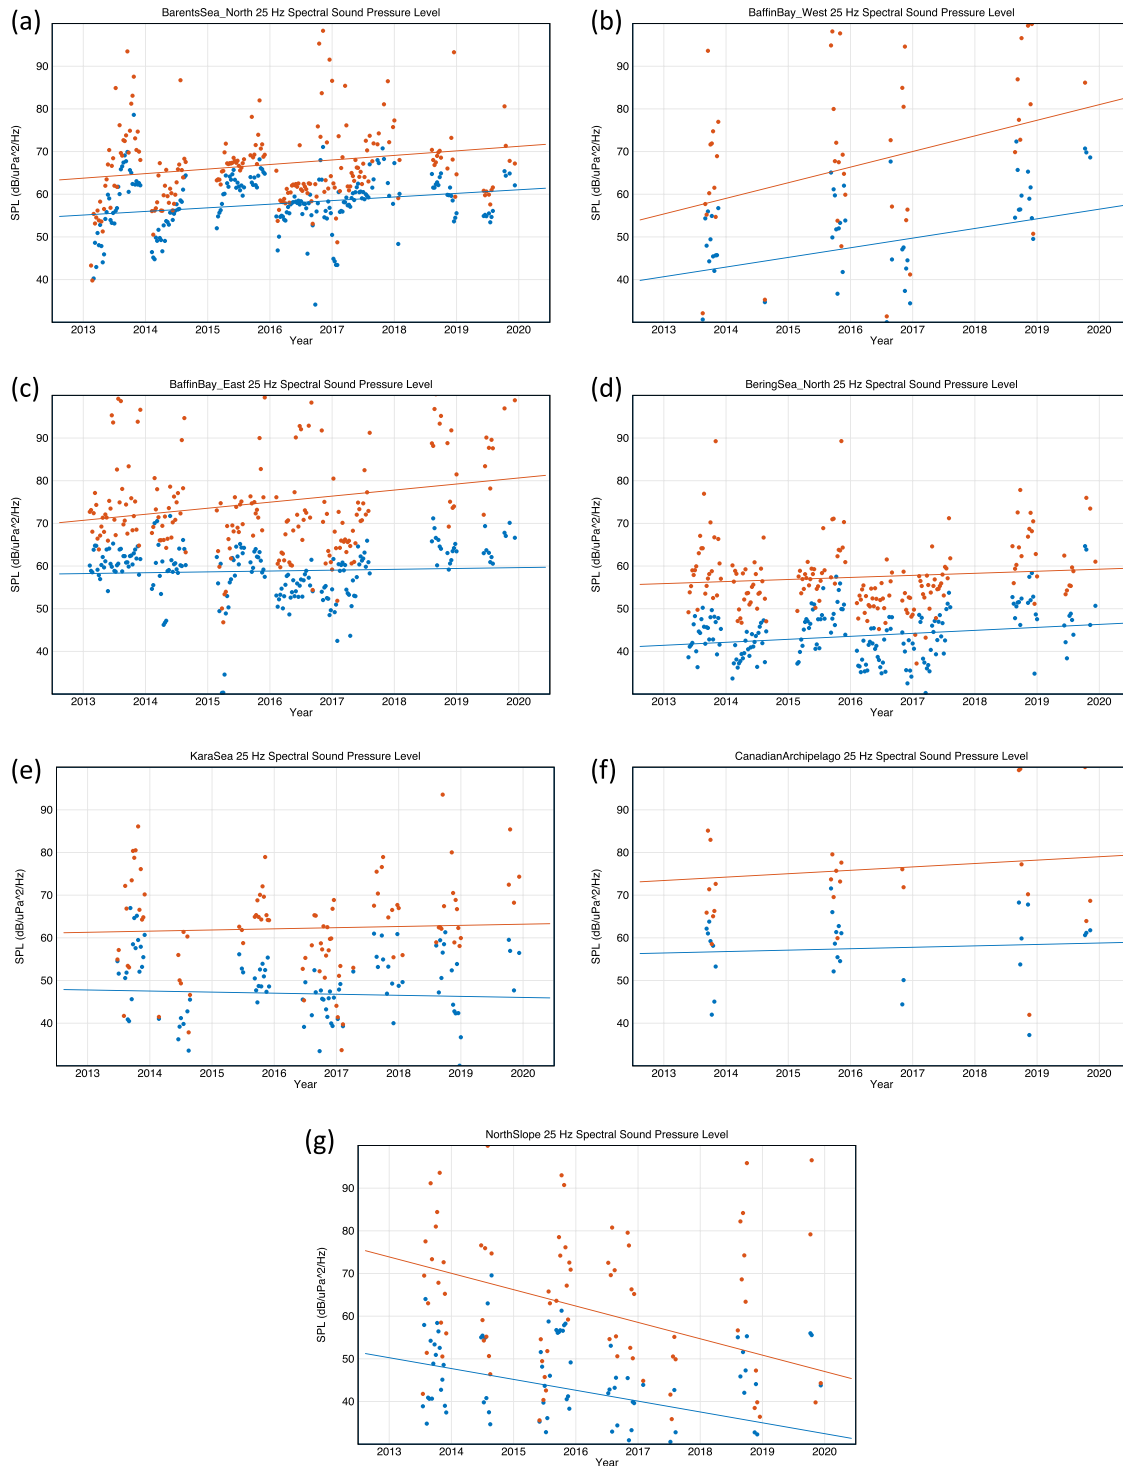 (a)
BarentsSea_North 25 Hz Spectral Sound Pressure Level
SPL (dB/uPa^2/Hz)
90
80
70
60
50
40
2013 2014 2015 2016 2017 2018 2019 2020
Year
(b)
BaffinBay_West 25 Hz Spectral Sound Pressure Level
SPL (dB/uPa^2/Hz)
90
80
70
60
50
40
2013 2014 2015 2016 2017 2018 2019 2020
Year
(c)
BaffinBay_East 25 Hz Spectral Sound Pressure Level
SPL (dB/uPa^2/Hz)
90
80
70
60
50
40
2013 2014 2015 2016 2017 2018 2019 2020
Year
(d)
BeringSea_North 25 Hz Spectral Sound Pressure Level
SPL (dB/uPa^2/Hz)
90
80
70
60
50
40
2013 2014 2015 2016 2017 2018 2019 2020
Year
(e)
KaraSea 25 Hz Spectral Sound Pressure Level
SPL (dB/uPa^2/Hz)
90
80
70
60
50
40
2013 2014 2015 2016 2017 2018 2019 2020
Year
(f)
CanadianArchipelago 25 Hz Spectral Sound Pressure Level
SPL (dB/uPa^2/Hz)
90
80
70
60
50
40
2013 2014 2015 2016 2017 2018 2019 2020
Year
(g)
NorthSlope 25 Hz Spectral Sound Pressure Level
SPL (dB/uPa^2/Hz)
90
80
70
60
50
40
2013 2014 2015 2016 2017 2018 2019 2020
Year